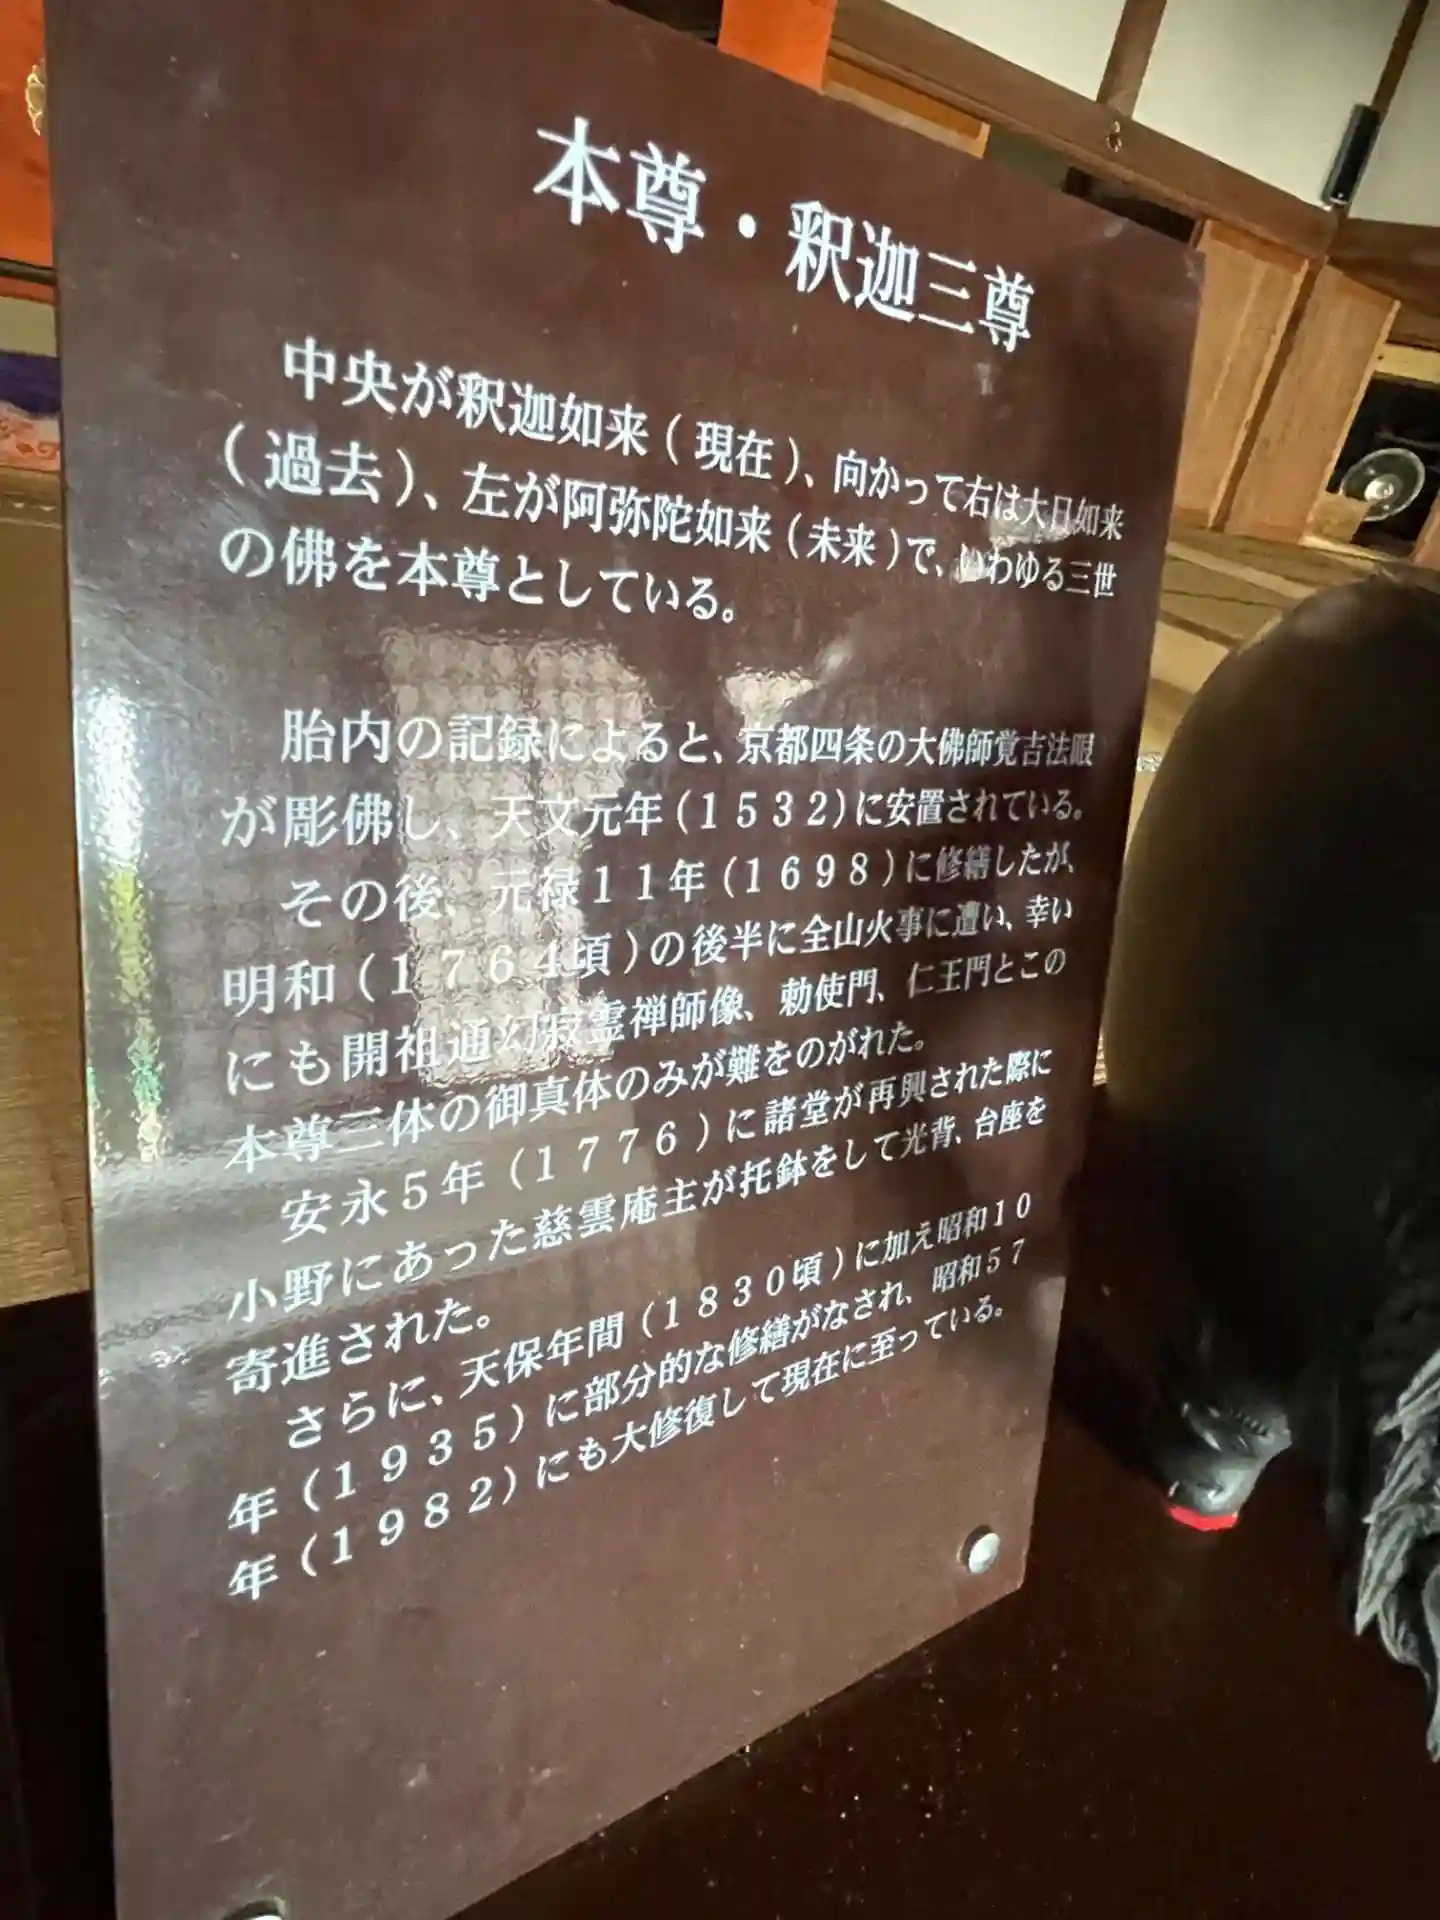 本尊・釈迦三尊
中央が釈迦如来(現在)、向かって右は大日如来
(過去)、左が阿弥陀如来(未来)で、いわゆる三世
の佛を本尊としている。
胎内の記録によると、京都四条の大佛師覚吉法眼
が彫佛し、天文元年(1532)に安置されている。
その後、元禄11年(1698)に修繕したが、
明和(1764頃)の後半に全山火事に遭い、幸い
にも開祖通幻寂霊禅師像、勅使門、仁王門とこの
本尊三体の御真体のみが難をのがれた。
安永5年(1776)に諸堂が再興された際に
小野にあった慈雲庵主が托鉢をして光背、台座を
寄進された。
さらに、天保年間(1830頃)に加え昭和10
年(1935)に部分的な修繕がなされ、昭和57
年(1982)にも大修復して現在に至っている。